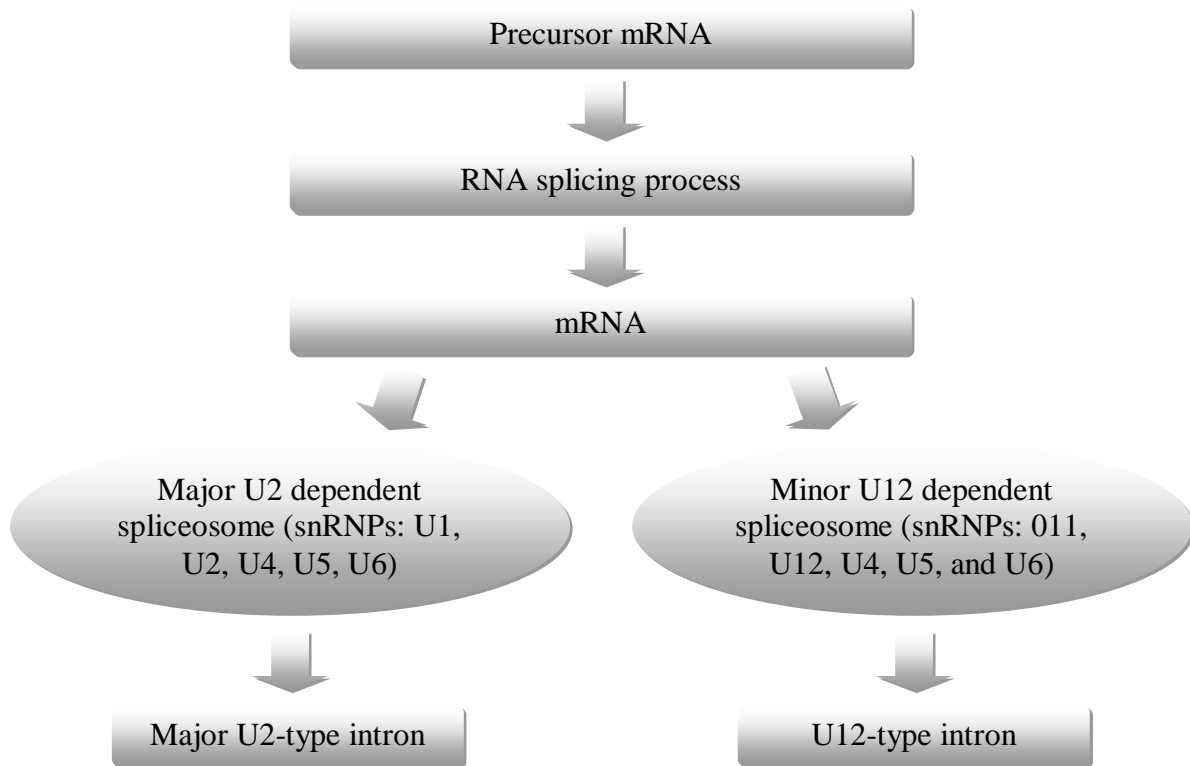 Precursor mRNA
RNA splicing process
mRNA
Major U2 dependent
spliceosome (snRNPs: U1,
U2, U4, U5, U6)
Minor U12 dependent
spliceosome (snRNPs: 011,
U12, U4, U5, and U6)
Major U2-type intron
U12-type intron